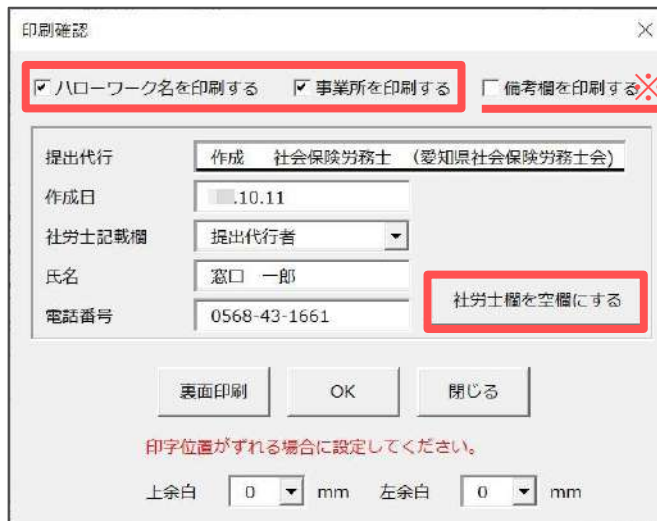 印刷確認
ハローワーク名を印刷する 事業所を印刷する 備考欄を印刷する※
提出代行 作成 社会保険労務士 (愛知県社会保険労務士会)
作成日 .10.11
社労士記載欄 提出代行者
氏名 窓口 一郎
電話番号 0568-43-1661
社労士欄を空欄にする
裏面印刷 OK 閉じる
印字位置がずれる場合に設定してください。
上余白 0 mm 左余白 0 mm